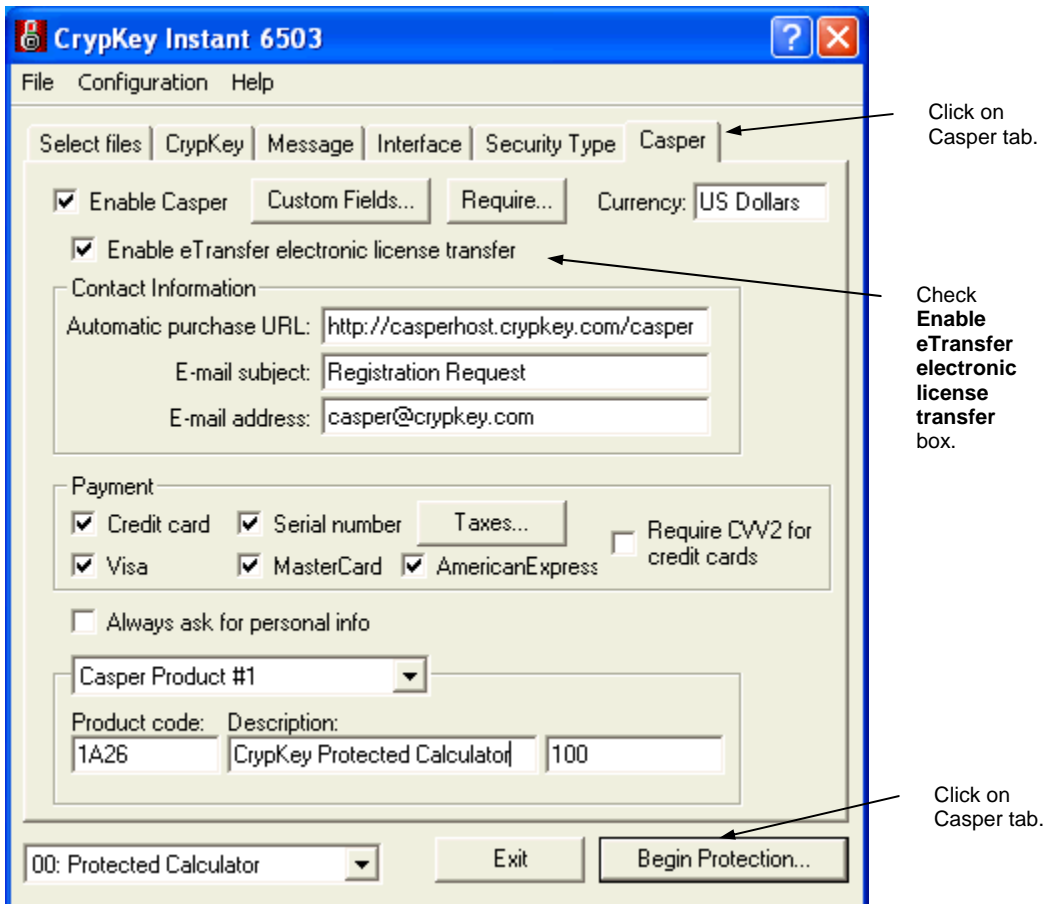 CrypKey Instant 6503
File Configuration Help
Select files CrypKey Message Interface Security Type Casper
Click on
Casper tab.
Enable Casper Custom Fields... Require... Currency: US Dollars
Enable eTransfer electronic license transfer
Check
Enable
eTransfer
electronic
license
transfer
box.
Contact Information
Automatic purchase URL: http://casperhost.crypkey.com/casper
E-mail subject: Registration Request
E-mail address: casper@crypkey.com
Payment
Credit card Serial number Taxes...
Require CVV2 for
credit cards
Visa MasterCard AmericanExpress
Always ask for personal info
Casper Product #1
Product code: Description:
1A26 CrypKey Protected Calculator 100
Click on
Casper tab.
00: Protected Calculator Exit Begin Protection...